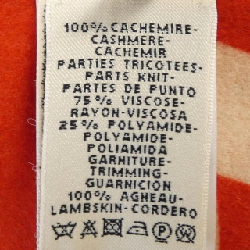 100% CACHEMIRE-
CASHMERE-
CACHEMIR
PARTIES TRICOTEES-
PARTS KNIT-
PARTES DE PUNTO
75% VISCOSE-
RAYON-VISCOSA
25% POLYAMIDE-
POLYAMIDE-
POLIAMIDA
GARNITURE-
TRIMMING-
GUARNICION
100% AGNEAU-
LAMBSKIN-CORDERO